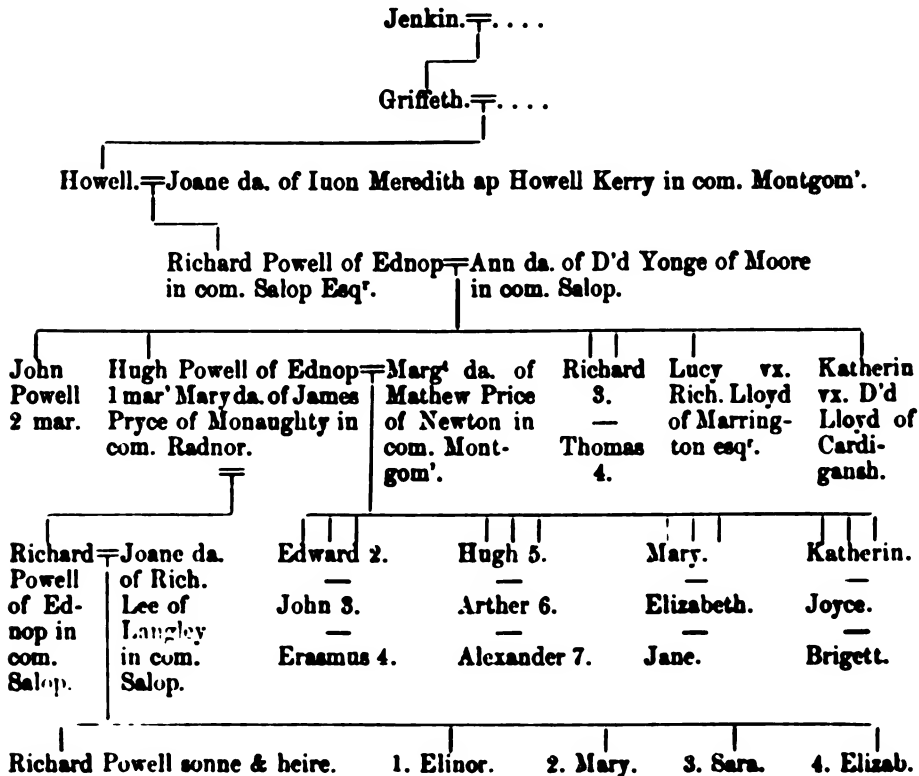 Jenkin. . . . .
Griffeth. . . . .
Howell. Joane da. of Iuon Meredith ap Howell Kerry in com. Montgom'.
Richard Powell of Ednop
in com. Salop Esqr.
Ann da. of D'd Yonge of Moore
in com. Salop.
John
Powell
2 mar.
Hugh Powell of Ednop
1 mar' Mary da. of James
Pryce of Monaughty in
com. Radnor.
Margt da. of
Mathew Price
of Newton in
com. Mont-
gom'.
Richard
3.
—
Thomas
4.
Lucy vx.
Rich. Lloyd
of Marring-
ton esqr.
Katherin
vx. D'd
Lloyd of
Cardi-
gansh.
Richard
Powell
of Ed-
nop in
com.
Salop.
Joane da.
of Rich.
Lee of
Langley
in com.
Salop.
Edward 2.
—
John 3.
—
Erasmus 4.
Hugh 5.
—
Arther 6.
—
Alexander 7.
Mary.
—
Elizabeth.
—
Jane.
Katherin.
—
Joyce.
—
Brigett.
Richard Powell sonne & heire. 1. Elinor. 2. Mary. 3. Sara. 4. Elizab.